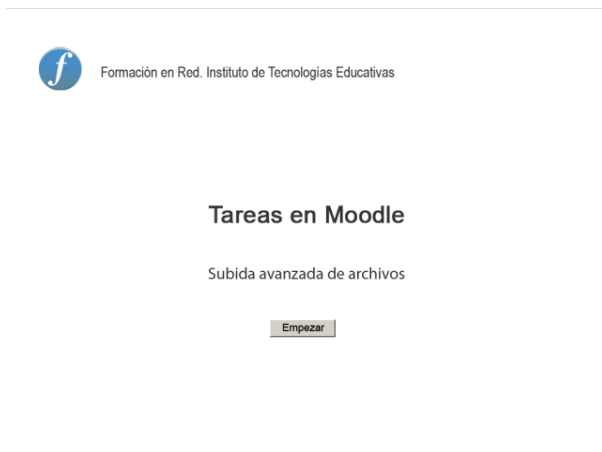 f
Formación en Red. Instituto de Tecnologías Educativas
Tareas en Moodle
Subida avanzada de archivos
Empezar